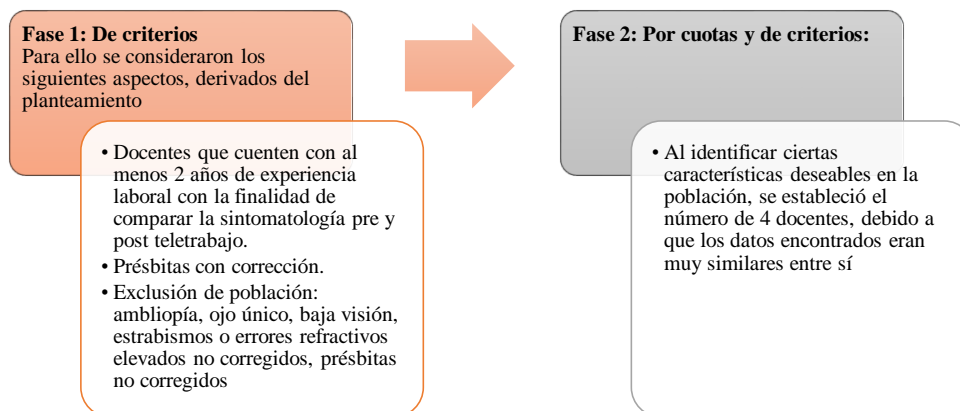 Fase 1: De criterios
Para ello se consideraron los
siguientes aspectos, derivados del
planteamiento
• Docentes que cuenten con al
menos 2 años de experiencia
laboral con la finalidad de
comparar la sintomatología pre y
post teletrabajo.
• Présbitas con corrección.
• Exclusión de población:
ambliopía, ojo único, baja visión,
estrabismos o errores refractivos
elevados no corregidos, présbitas
no corregidos
Fase 2: Por cuotas y de criterios:
• Al identificar ciertas
características deseables en la
población, se estableció el
número de 4 docentes, debido a
que los datos encontrados eran
muy similares entre sí